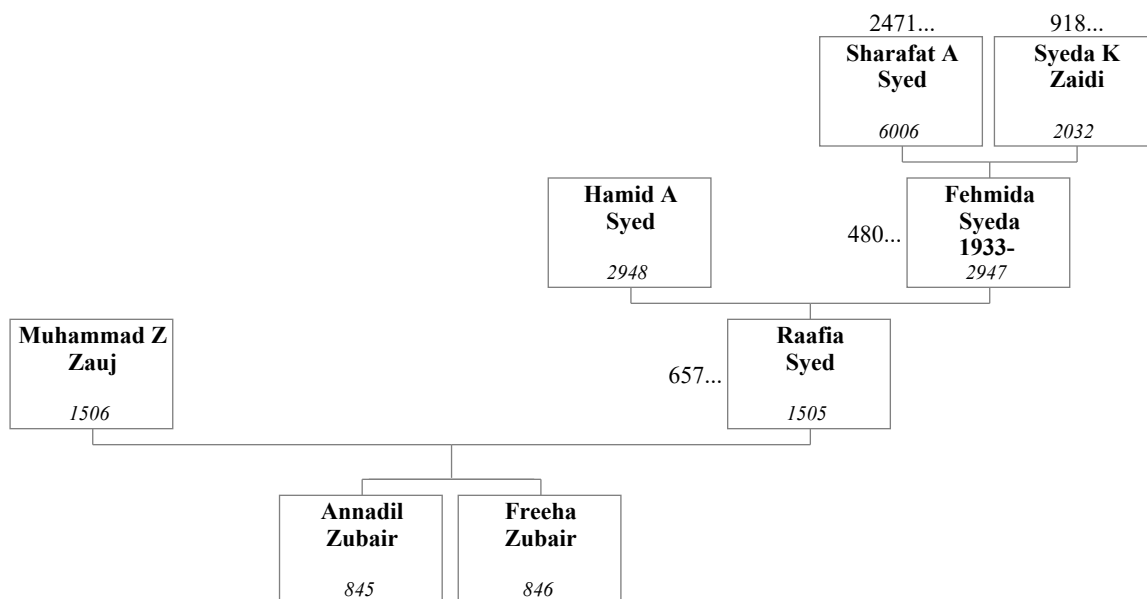 2471...
918...
Sharafat A
Syed
6006
Syeda K
Zaidi
2032
Hamid A
Syed
2948
480...
Fehmida
Syeda
1933-
2947
Muhammad Z
Zauj
1506
657...
Raafia
Syed
1505
Annadil
Zubair
845
Freeha
Zubair
846